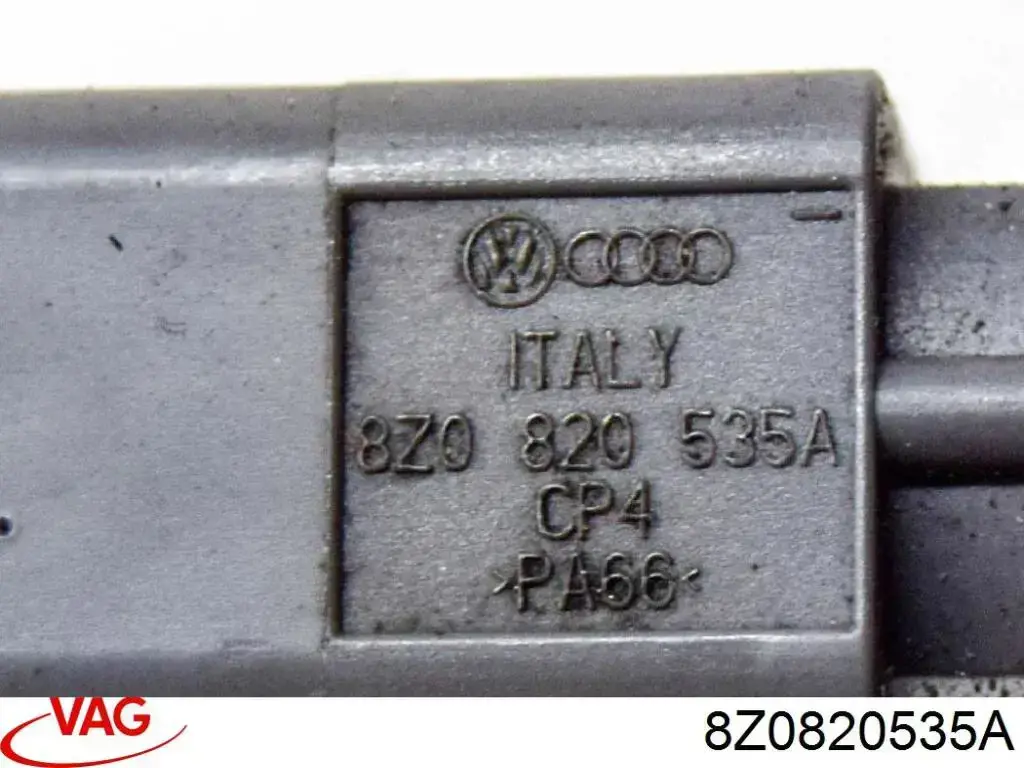 ITALY
8Z0 820 535A
CP4
>PA66<
VAG
8Z0820535A